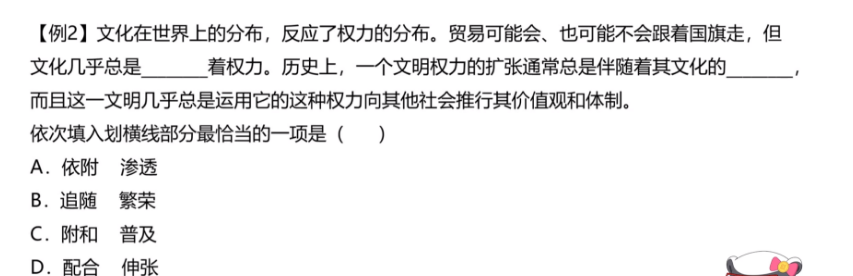 【例2】文化在世界上的分布，反应了权力的分布。贸易可能会、也可能不会跟着国旗走，但
文化几乎总是________着权力。历史上，一个文明权力的扩张通常总是伴随着其文化的________，
而且这一文明几乎总是运用它的这种权力向其他社会推行其价值观和体制。
依次填入划横线部分最恰当的一项是（　　）
A．依附　渗透
B．追随　繁荣
C．附和　普及
D．配合　伸张